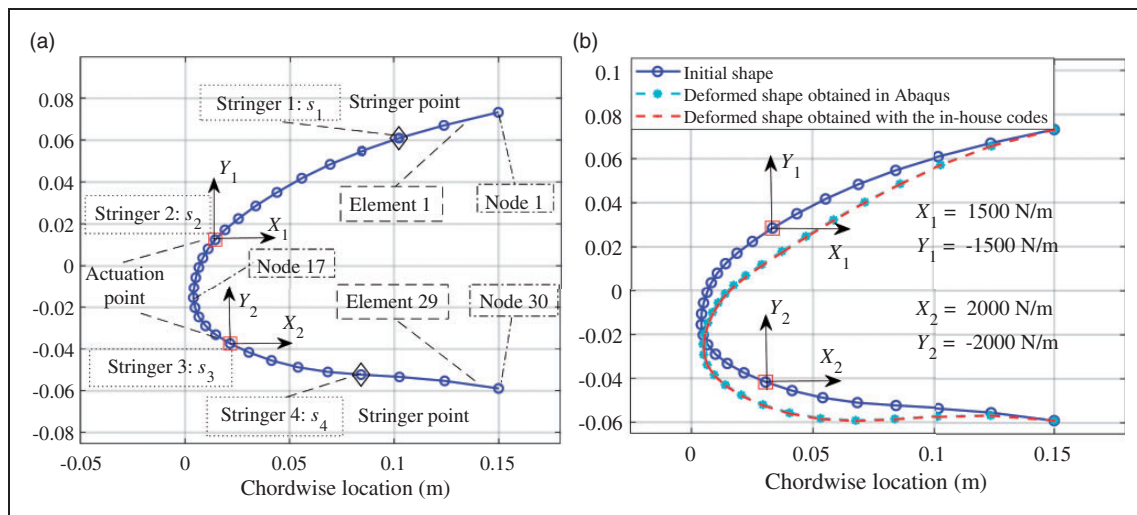 (a)
0.08
0.06
0.04
0.02
0
-0.02
-0.04
-0.06
-0.08
-0.05
0
0.05
0.1
0.15
Chordwise location (m)
Stringer 1: s1
Stringer point
Element 1
Node 1
Y1
Stringer 2: s2
X1
Actuation
point
Node 17
Y2
Element 29
Node 30
X2
Stringer 3: s3
Stringer 4: s4
Stringer point
(b)
Initial shape
Deformed shape obtained in Abaqus
Deformed shape obtained with the in-house codes
0.1
0.08
0.06
0.04
0.02
0
-0.02
-0.04
-0.06
0
0.05
0.1
0.15
Chordwise location (m)
Y1
X1
X1 = 1500 N/m
Y1 = -1500 N/m
Y2
X2
X2 = 2000 N/m
Y2 = -2000 N/m